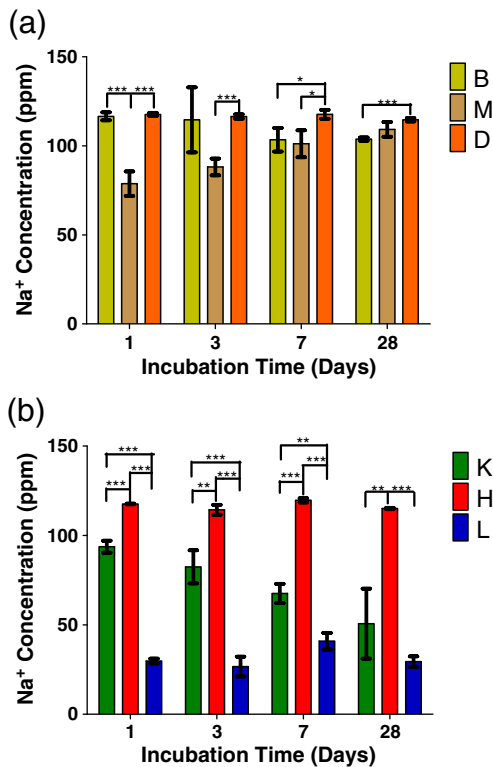 (a)
Na+ Concentration (ppm)
150
100
50
0
*** ***
***
*
*
***
B
M
D
1 3 7 28
Incubation Time (Days)
(b)
Na+ Concentration (ppm)
150
100
50
0
***
***
***
***
***
**
**
***
***
** ***
K
H
L
1 3 7 28
Incubation Time (Days)